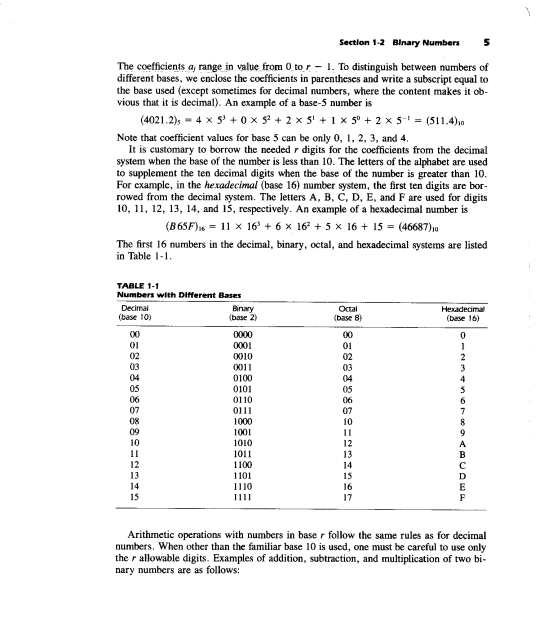 Section 1-2 Binary Numbers 5
The coefficients aⱼ range in value from 0 to r − 1. To distinguish between numbers of
different bases, we enclose the coefficients in parentheses and write a subscript equal to
the base used (except sometimes for decimal numbers, where the content makes it ob-
vious that it is decimal). An example of a base-5 number is
(4021.2)₅ = 4 × 5³ + 0 × 5² + 2 × 5¹ + 1 × 5⁰ + 2 × 5⁻¹ = (511.4)₁₀
Note that coefficient values for base 5 can be only 0, 1, 2, 3, and 4.
It is customary to borrow the needed r digits for the coefficients from the decimal
system when the base of the number is less than 10. The letters of the alphabet are used
to supplement the ten decimal digits when the base of the number is greater than 10.
For example, in the hexadecimal (base 16) number system, the first ten digits are bor-
rowed from the decimal system. The letters A, B, C, D, E, and F are used for digits
10, 11, 12, 13, 14, and 15, respectively. An example of a hexadecimal number is
(B65F)₁₆ = 11 × 16³ + 6 × 16² + 5 × 16 + 15 = (46687)₁₀
The first 16 numbers in the decimal, binary, octal, and hexadecimal systems are listed
in Table 1-1.
TABLE 1-1
Numbers with Different Bases
Decimal Binary Octal Hexadecimal
(base 10) (base 2) (base 8) (base 16)
00 0000 00 0
01 0001 01 1
02 0010 02 2
03 0011 03 3
04 0100 04 4
05 0101 05 5
06 0110 06 6
07 0111 07 7
08 1000 10 8
09 1001 11 9
10 1010 12 A
11 1011 13 B
12 1100 14 C
13 1101 15 D
14 1110 16 E
15 1111 17 F
Arithmetic operations with numbers in base r follow the same rules as for decimal
numbers. When other than the familiar base 10 is used, one must be careful to use only
the r allowable digits. Examples of addition, subtraction, and multiplication of two bi-
nary numbers are as follows: